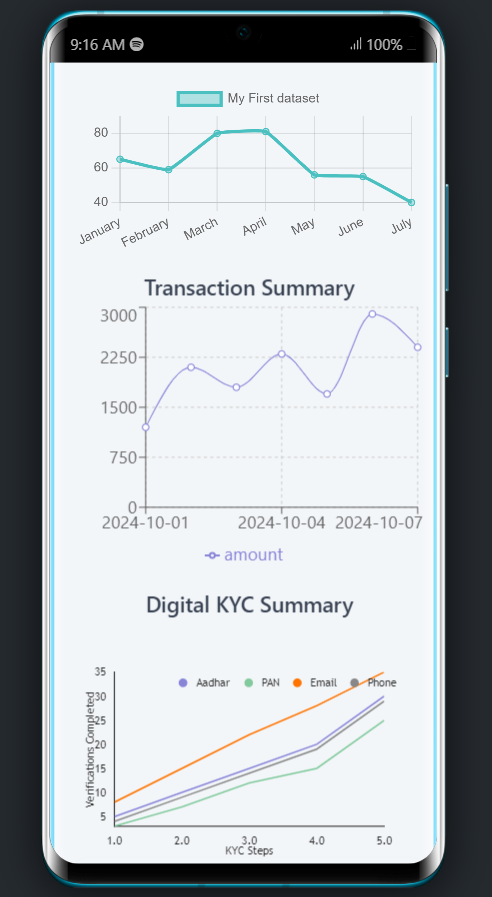 9:16 AM 100%
My First dataset
80
60
40
January February March April May June July
Transaction Summary
3000
2250
1500
750
0
2024-10-01 2024-10-04 2024-10-07
amount
Digital KYC Summary
Aadhar PAN Email Phone
35
30
25
20
15
10
5
Verifications Completed
1.0 2.0 3.0 4.0 5.0
KYC Steps